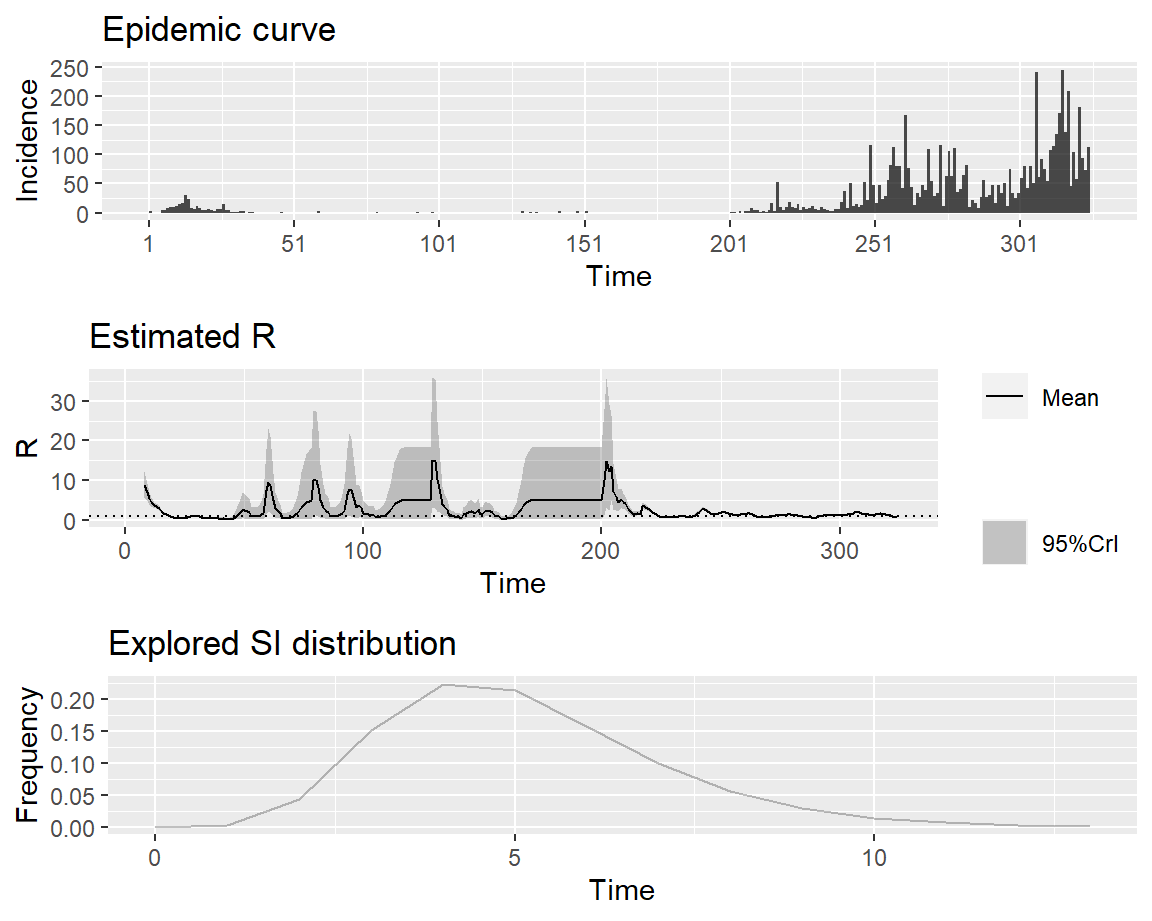 Epidemic curve
250
200
150
100
50
0
Incidence
1 51 101 151 201 251 301
Time
Estimated R
30
20
10
0
R
0 100 200 300
Time
Mean
95%CrI
Explored SI distribution
0.20
0.15
0.10
0.05
0.00
Frequency
0 5 10
Time